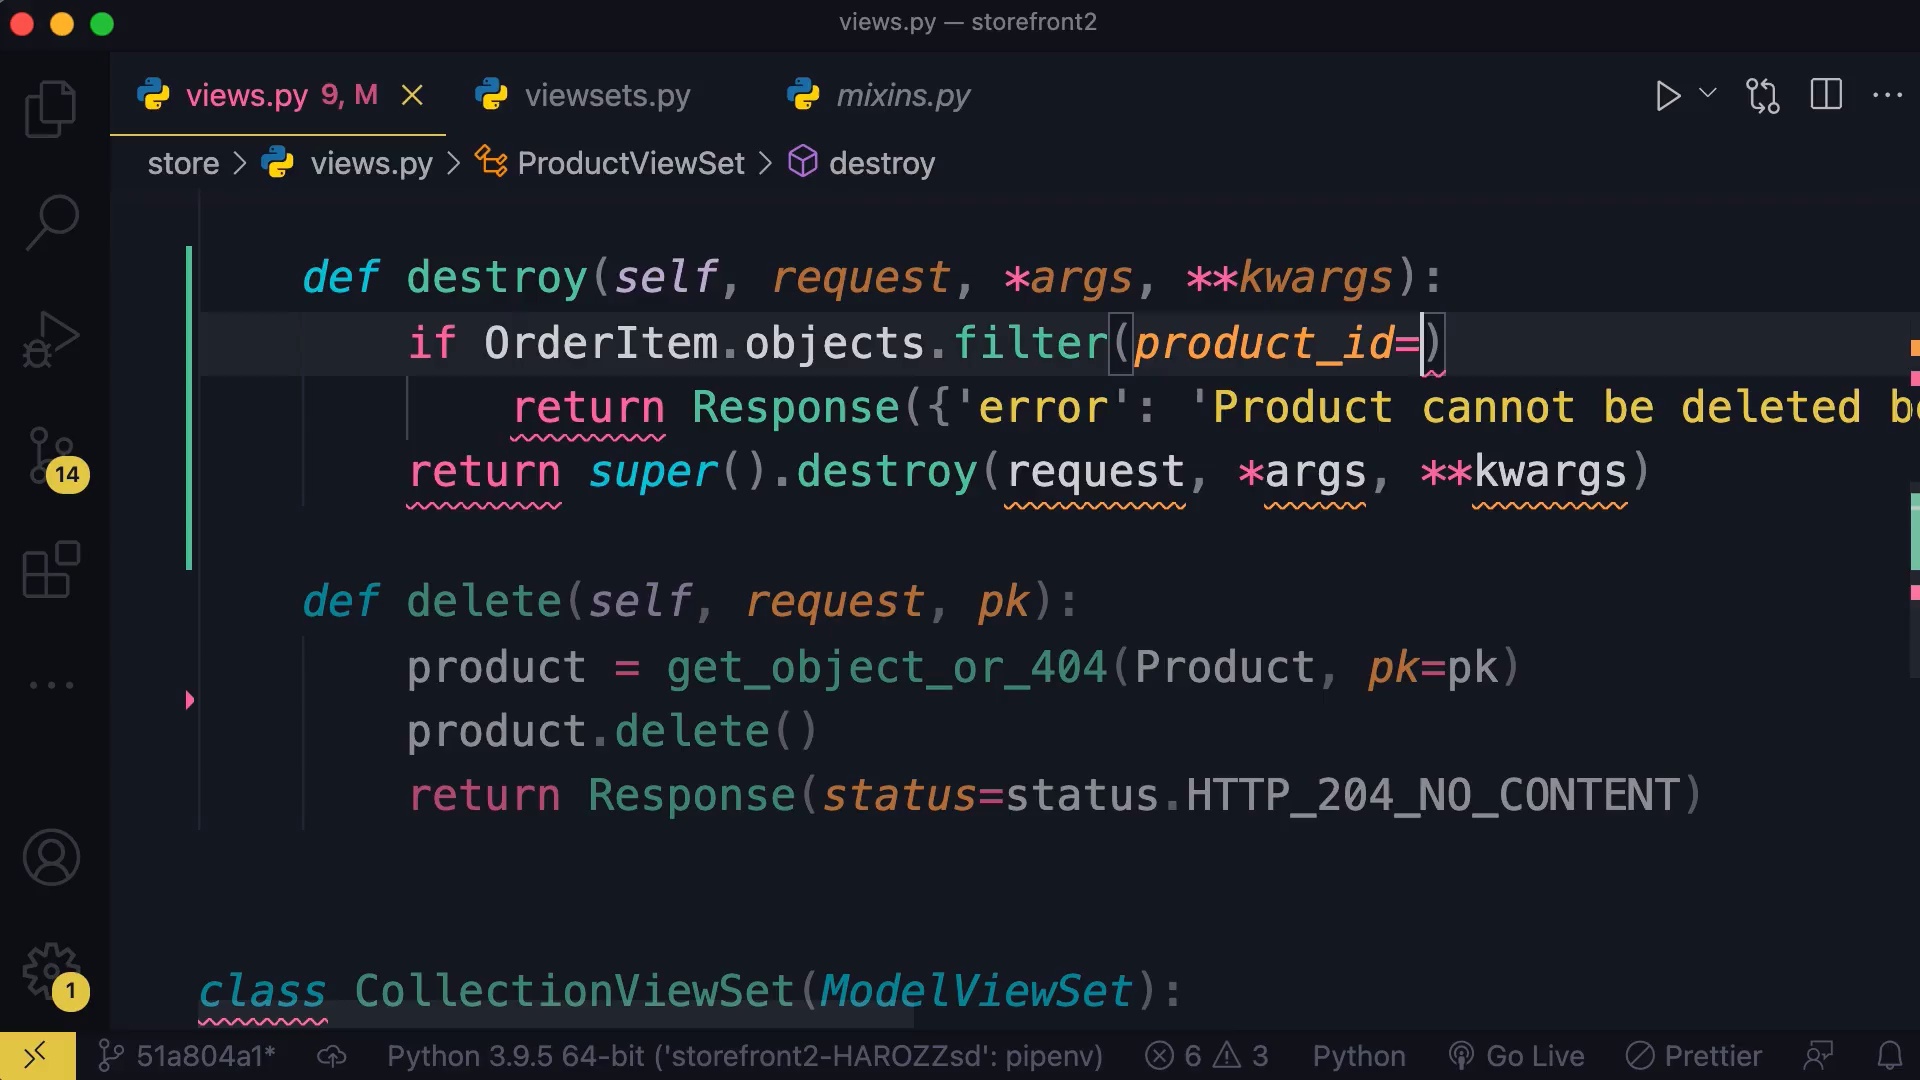 views.py — storefront2
views.py 9, M
viewsets.py
mixins.py
store > views.py > ProductViewSet > destroy
def destroy(self, request, *args, **kwargs):
if OrderItem.objects.filter(product_id=)
return Response({'error': 'Product cannot be deleted
return super().destroy(request, *args, **kwargs)
def delete(self, request, pk):
product = get_object_or_404(Product, pk=pk)
product.delete()
return Response(status=status.HTTP_204_NO_CONTENT)
class CollectionViewSet(ModelViewSet):
14
1
51a804a1* Python 3.9.5 64-bit ('storefront2-HAROZZsd': pipenv) 6 3 Python Go Live Prettier